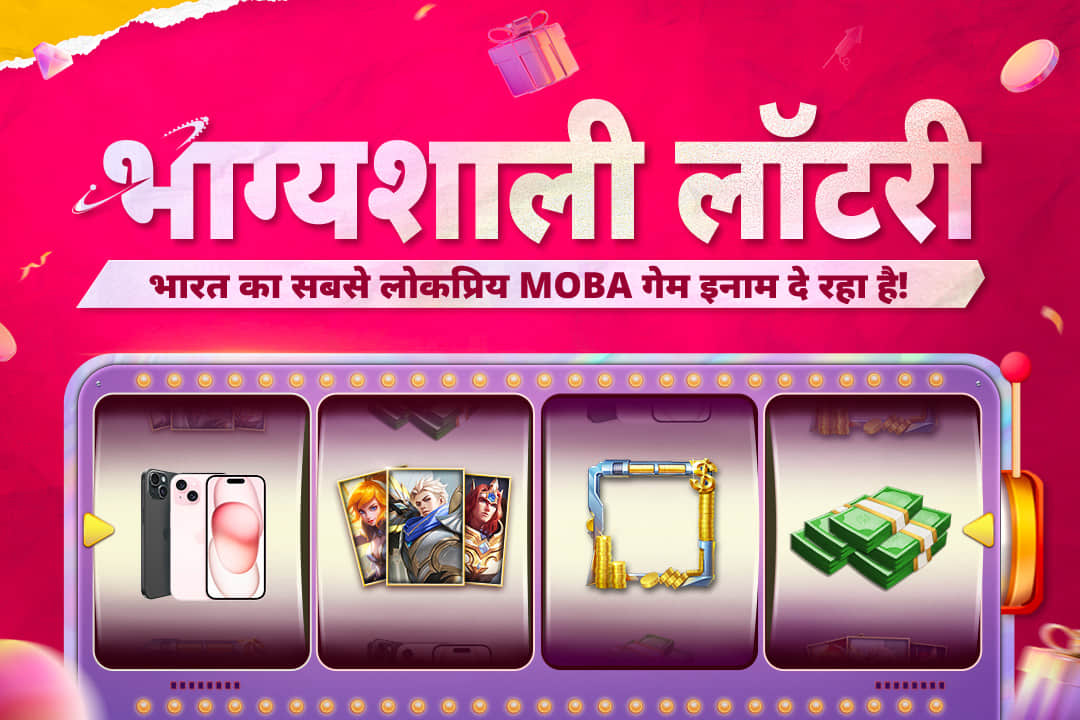 भाग्यशाली लॉटरी
भारत का सबसे लोकप्रिय MOBA गेम इनाम दे रहा है!